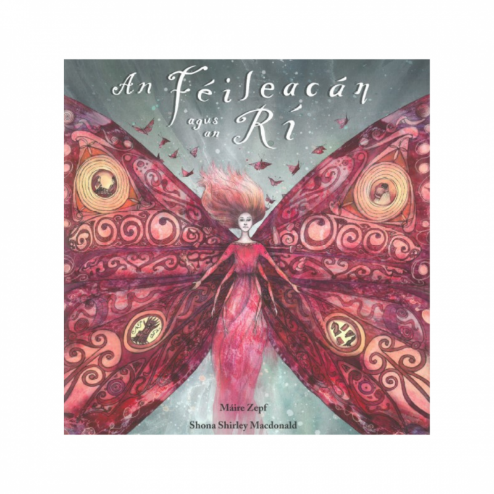 An Féileacán
agus an Rí
Máire Zepf
Shona Shirley Macdonald